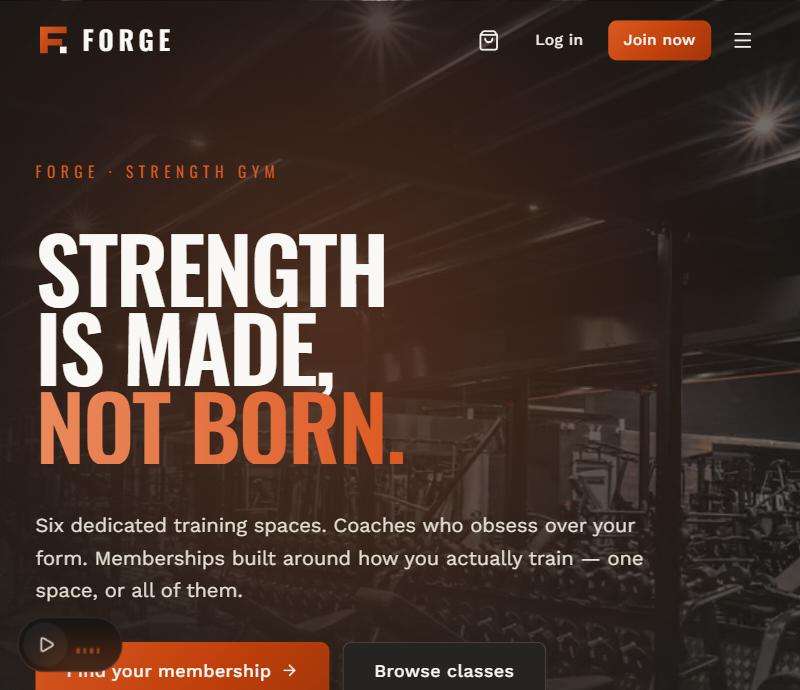 FORGE
Log in
Join now
FORGE · STRENGTH GYM
STRENGTH
IS MADE,
NOT BORN.
Six dedicated training spaces. Coaches who obsess over your
form. Memberships built around how you actually train — one
space, or all of them.
Find your membership →
Browse classes